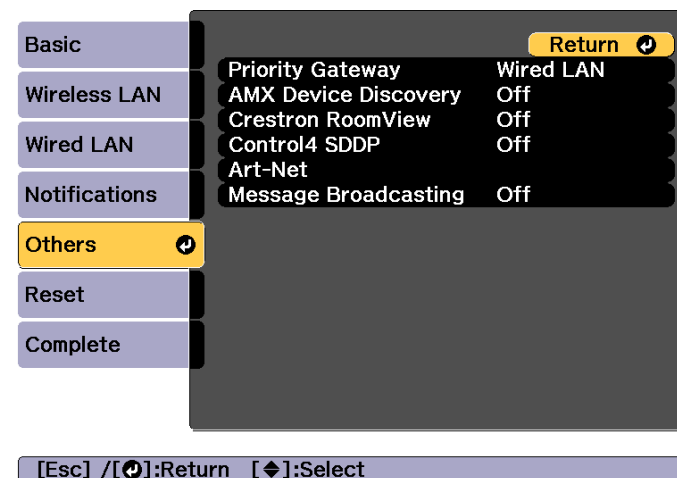 Basic
Wireless LAN
Wired LAN
Notifications
Others
Reset
Complete
Return
Priority Gateway Wired LAN
AMX Device Discovery Off
Crestron RoomView Off
Control4 SDDP Off
Art-Net
Message Broadcasting Off
[Esc] /[⏎]:Return [◆]:Select